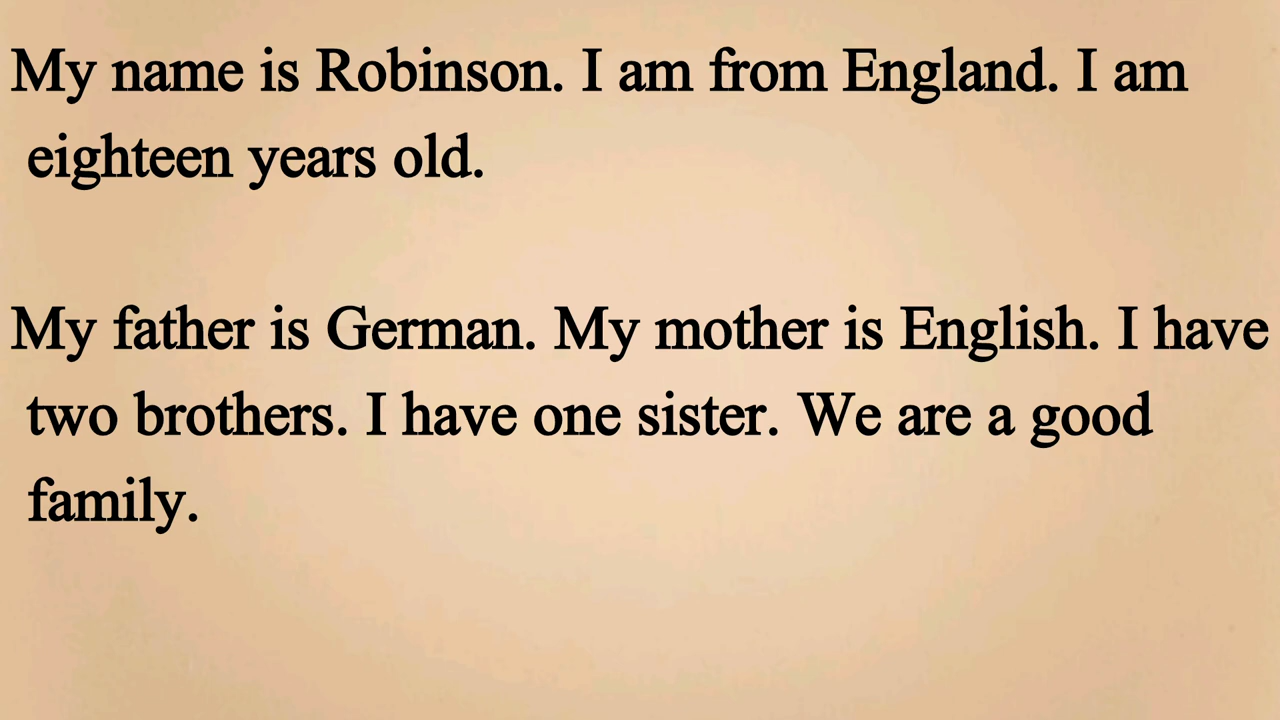 My name is Robinson. I am from England. I am
eighteen years old.
My father is German. My mother is English. I have
two brothers. I have one sister. We are a good
family.